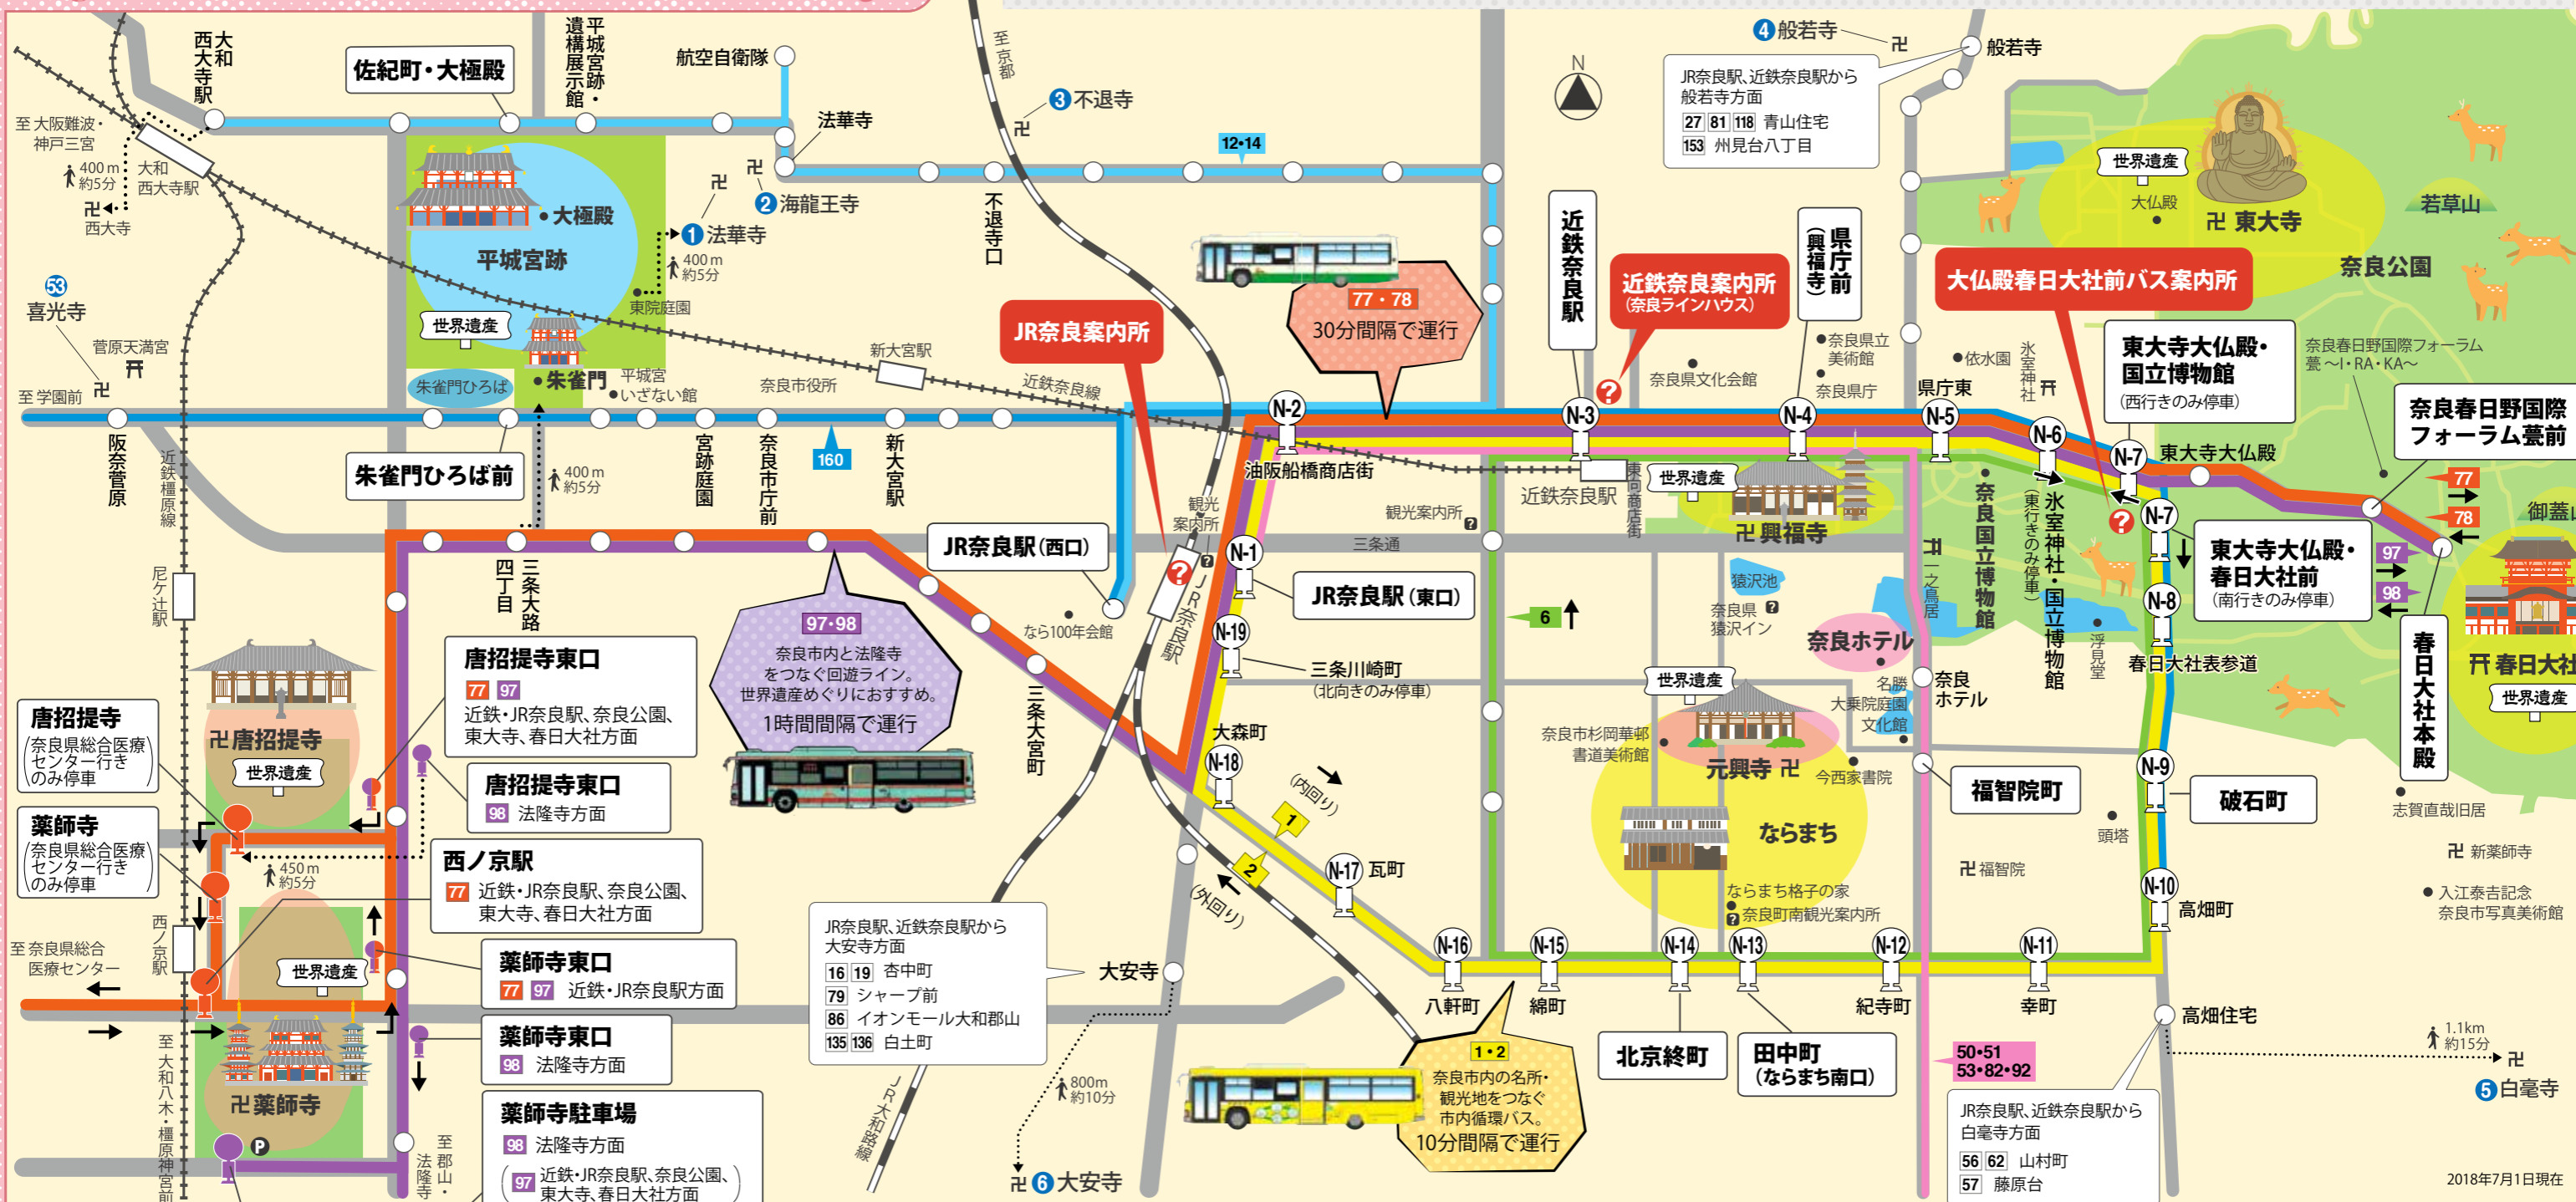 大和
西大寺駅
佐紀町・大極殿
平城宮跡・
遺構展示館
航空自衛隊
法華寺
至 大阪難波・
神戸三宮
400m
約5分
大和
西大寺駅
卍
西大寺
大極殿
平城宮跡
世界遺産
卍
❶ 法華寺
卍
❷ 海龍王寺
400m
約5分
東院庭園
至京都
❸ 不退寺
卍
12・14
不退寺口
N
❹ 般若寺
卍
般若寺
JR奈良駅、近鉄奈良駅から
般若寺方面
27 81 118 青山住宅
153 州見台八丁目
世界遺産
大仏殿
卍 東大寺
若草山
奈良公園
53
喜光寺
卍
菅原天満宮
至 学園前
朱雀門ひろば
朱雀門
平城宮
いざない館
奈良市役所
新大宮駅
近鉄奈良線
JR奈良案内所
77・78
30分間隔で運行
近鉄奈良駅
近鉄奈良案内所
(奈良ラインハウス)
県庁前
(興福寺)
奈良県立
美術館
奈良県文化会館
奈良県庁
大仏殿春日大社前バス案内所
依水園
氷室神社
県庁東
東大寺大仏殿・
国立博物館
(西行きのみ停車)
奈良春日野国際フォーラム
甍 〜I・RA・KA〜
奈良春日野国際
フォーラム甍前
阪奈菅原
近鉄橿原線
朱雀門ひろば前
400m
約5分
宮跡庭園
奈良市庁前
160
新大宮駅
N-2
油阪船橋商店街
N-3
N-4
N-5
N-6
N-7
東大寺大仏殿
近鉄奈良駅
東向商店街
世界遺産
卍 興福寺
奈良国立博物館
氷室神社・国立博物館
(東行きのみ停車)
N-7
東大寺大仏殿・
春日大社前
(南行きのみ停車)
77
78
97
98
御蓋山
観光
案内所
観光案内所
三条通
JR奈良駅(西口)
JR奈良駅
N-1
JR奈良駅(東口)
なら100年会館
三条大路
四丁目
尼ケ辻駅
97・98
奈良市内と法隆寺
をつなぐ回遊ライン。
世界遺産めぐりにおすすめ。
1時間間隔で運行
三条大宮町
N-19
三条川崎町
(北向きのみ停車)
6
猿沢池
奈良県
猿沢イン
一之鳥居
奈良ホテル
浮見堂
N-8
春日大社表参道
春日大社本殿
春日大社
世界遺産
唐招提寺
(奈良県総合医療
センター行き
のみ停車)
卍唐招提寺
世界遺産
唐招提寺東口
77 97
近鉄・JR奈良駅、奈良公園、
東大寺、春日大社方面
唐招提寺東口
98 法隆寺方面
薬師寺
(奈良県総合医療
センター行き
のみ停車)
450m
約5分
西ノ京駅
77 近鉄・JR奈良駅、奈良公園、
東大寺、春日大社方面
大森町
N-18
(内回り)
1
2
(外回り)
N-17
瓦町
世界遺産
奈良市杉岡華邨
書道美術館
元興寺 卍
名勝
大乗院庭園
文化館
奈良
ホテル
今西家書院
福智院町
ならまち
ならまち格子の家
奈良町南観光案内所
卍 福智院
頭塔
N-9
破石町
N-10
高畑町
志賀直哉旧居
卍 新薬師寺
入江泰𠮷記念
奈良市写真美術館
西ノ京駅
至 奈良県総合
医療センター
世界遺産
卍薬師寺
薬師寺東口
77 97 近鉄・JR奈良駅方面
薬師寺東口
98 法隆寺方面
薬師寺駐車場
98 法隆寺方面
(97 近鉄・JR奈良駅、奈良公園、
東大寺、春日大社方面)
P
至 大和八木・橿原神宮前
至 郡山・
法隆寺
JR奈良駅、近鉄奈良駅から
大安寺方面
16 19 杏中町
79 シャープ前
86 イオンモール大和郡山
135 136 白土町
大安寺
800m
約10分
卍 ❻ 大安寺
JR大和路線
N-16
八軒町
N-15
綿町
N-14
北京終町
N-13
田中町
(ならまち南口)
N-12
紀寺町
N-11
幸町
1・2
奈良市内の名所・
観光地をつなぐ
市内循環バス。
10分間隔で運行
50・51
53・82・92
高畑住宅
1.1km
約15分
卍
❺ 白毫寺
JR奈良駅、近鉄奈良駅から
白毫寺方面
56 62 山村町
57 藤原台
2018年7月1日現在